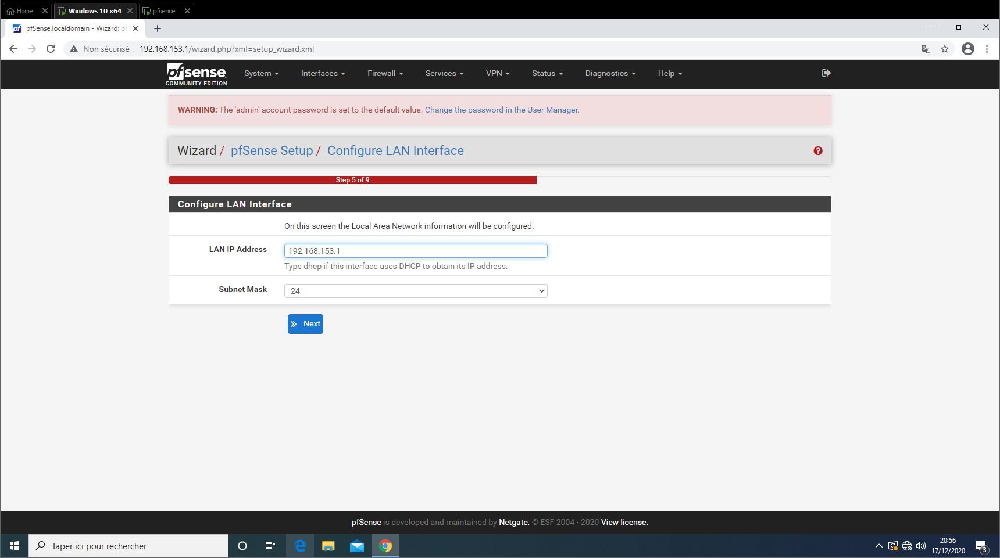 Home
Windows 10 x64
pfsense
pfSense.localdomain - Wizard: pf
Non sécurisé
192.168.153.1/wizard.php?xml=setup_wizard.xml
pfsense
COMMUNITY EDITION
System
Interfaces
Firewall
Services
VPN
Status
Diagnostics
Help
WARNING: The 'admin' account password is set to the default value. Change the password in the User Manager.
Wizard / pfSense Setup / Configure LAN Interface
Step 5 of 9
Configure LAN Interface
On this screen the Local Area Network information will be configured.
LAN IP Address
192.168.153.1
Type dhcp if this interface uses DHCP to obtain its IP address.
Subnet Mask
24
Next
pfSense is developed and maintained by Netgate. © ESF 2004 - 2020 View license.
Taper ici pour rechercher
20:56
17/12/2020
3